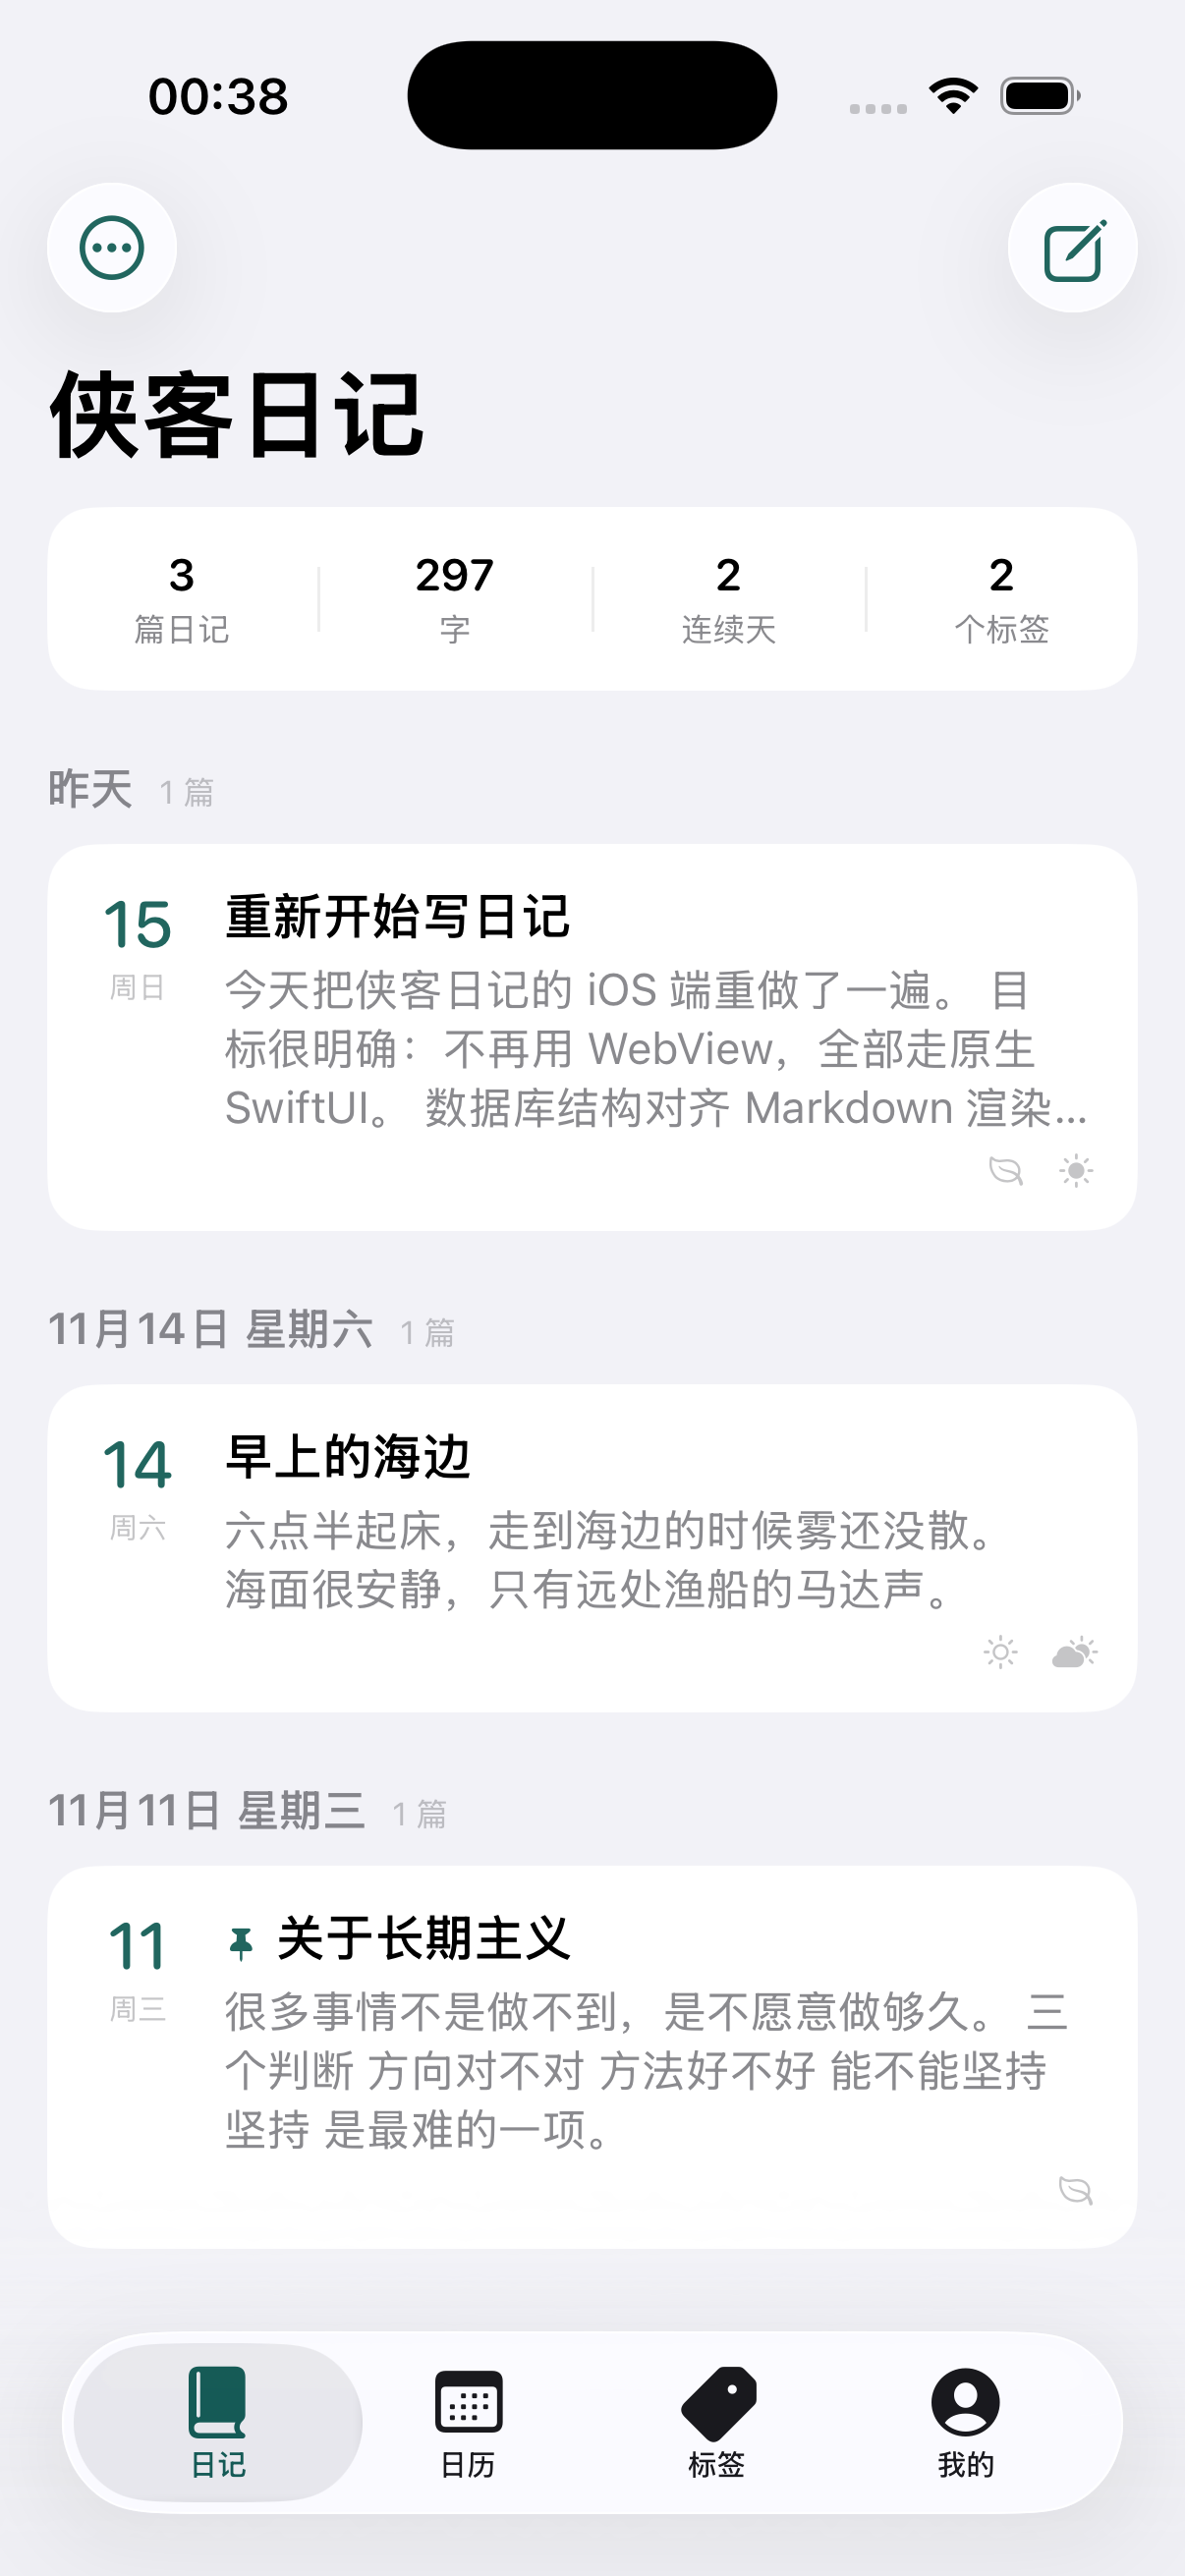 00:38
侠客日记
3
篇日记
297
字
2
连续天
2
个标签
昨天 1 篇
15
周日
重新开始写日记
今天把侠客日记的 iOS 端重做了一遍。 目
标很明确：不再用 WebView，全部走原生
SwiftUI。 数据库结构对齐 Markdown 渲染...
11月14日 星期六 1 篇
14
周六
早上的海边
六点半起床，走到海边的时候雾还没散。
海面很安静，只有远处渔船的马达声。
11月11日 星期三 1 篇
11
周三
关于长期主义
很多事情不是做不到，是不愿意做够久。 三
个判断 方向对不对 方法好不好 能不能坚持
坚持 是最难的一项。
日记
日历
标签
我的